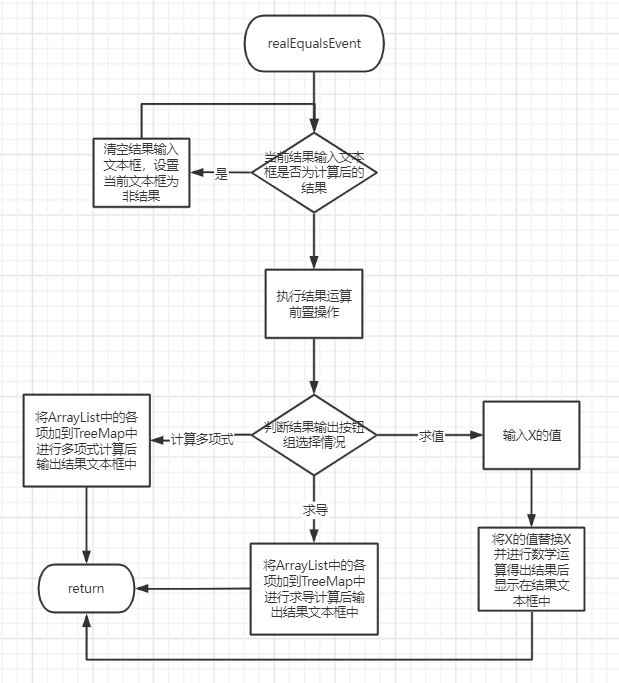 realEqualsEvent
清空结果输入
文本框，设置
当前文本框为
非结果
是
当前结果输入文本
框是否为计算后的
结果
执行结果运算
前置操作
将ArrayList中的各
项加到TreeMap中
进行多项式计算后
输出结果文本框中
计算多项式
判断结果输出按钮
组选择情况
求值
输入X的值
求导
将X的值替换X
并进行数学运
算得出结果后
显示在结果文
本框中
将ArrayList中的各
项加到TreeMap中
进行求导计算后输
出结果文本框中
return